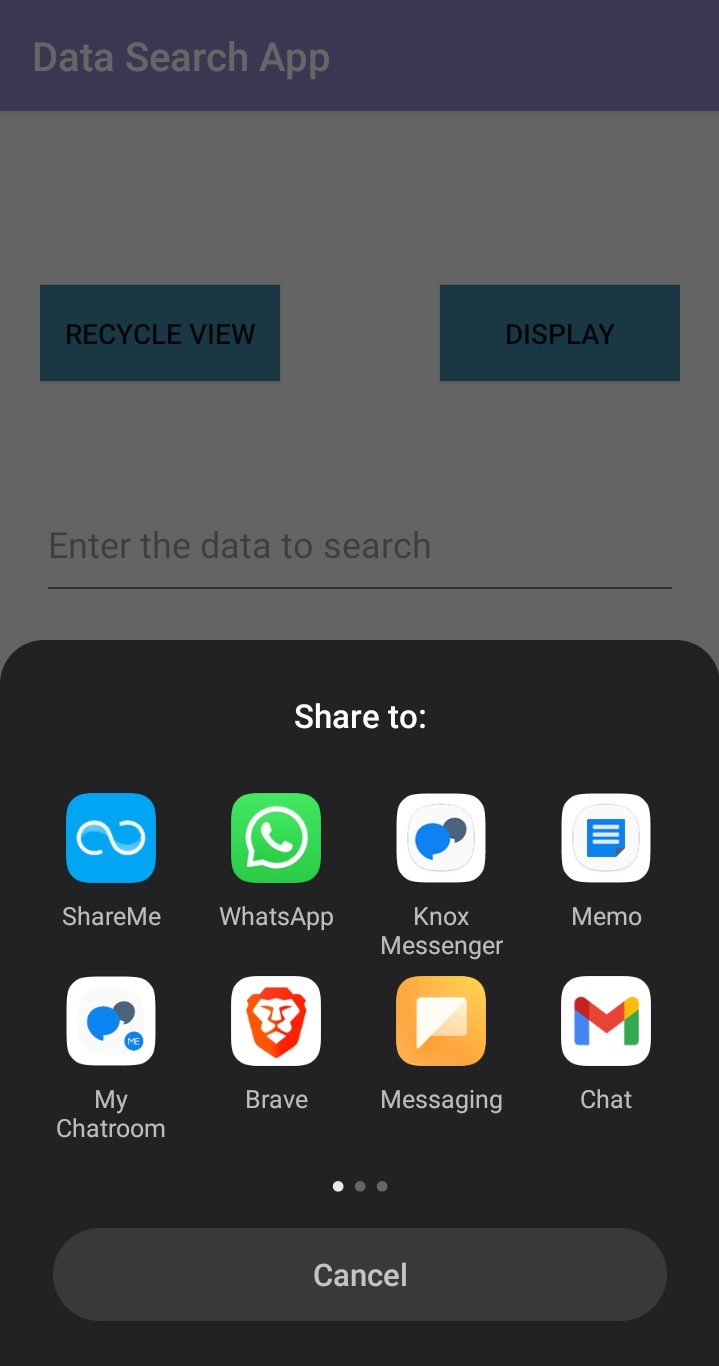 Data Search App
RECYCLE VIEW
DISPLAY
Enter the data to search
Share to:
ShareMe
WhatsApp
Knox
Messenger
Memo
ME
My
Chatroom
Brave
Messaging
Chat
Cancel